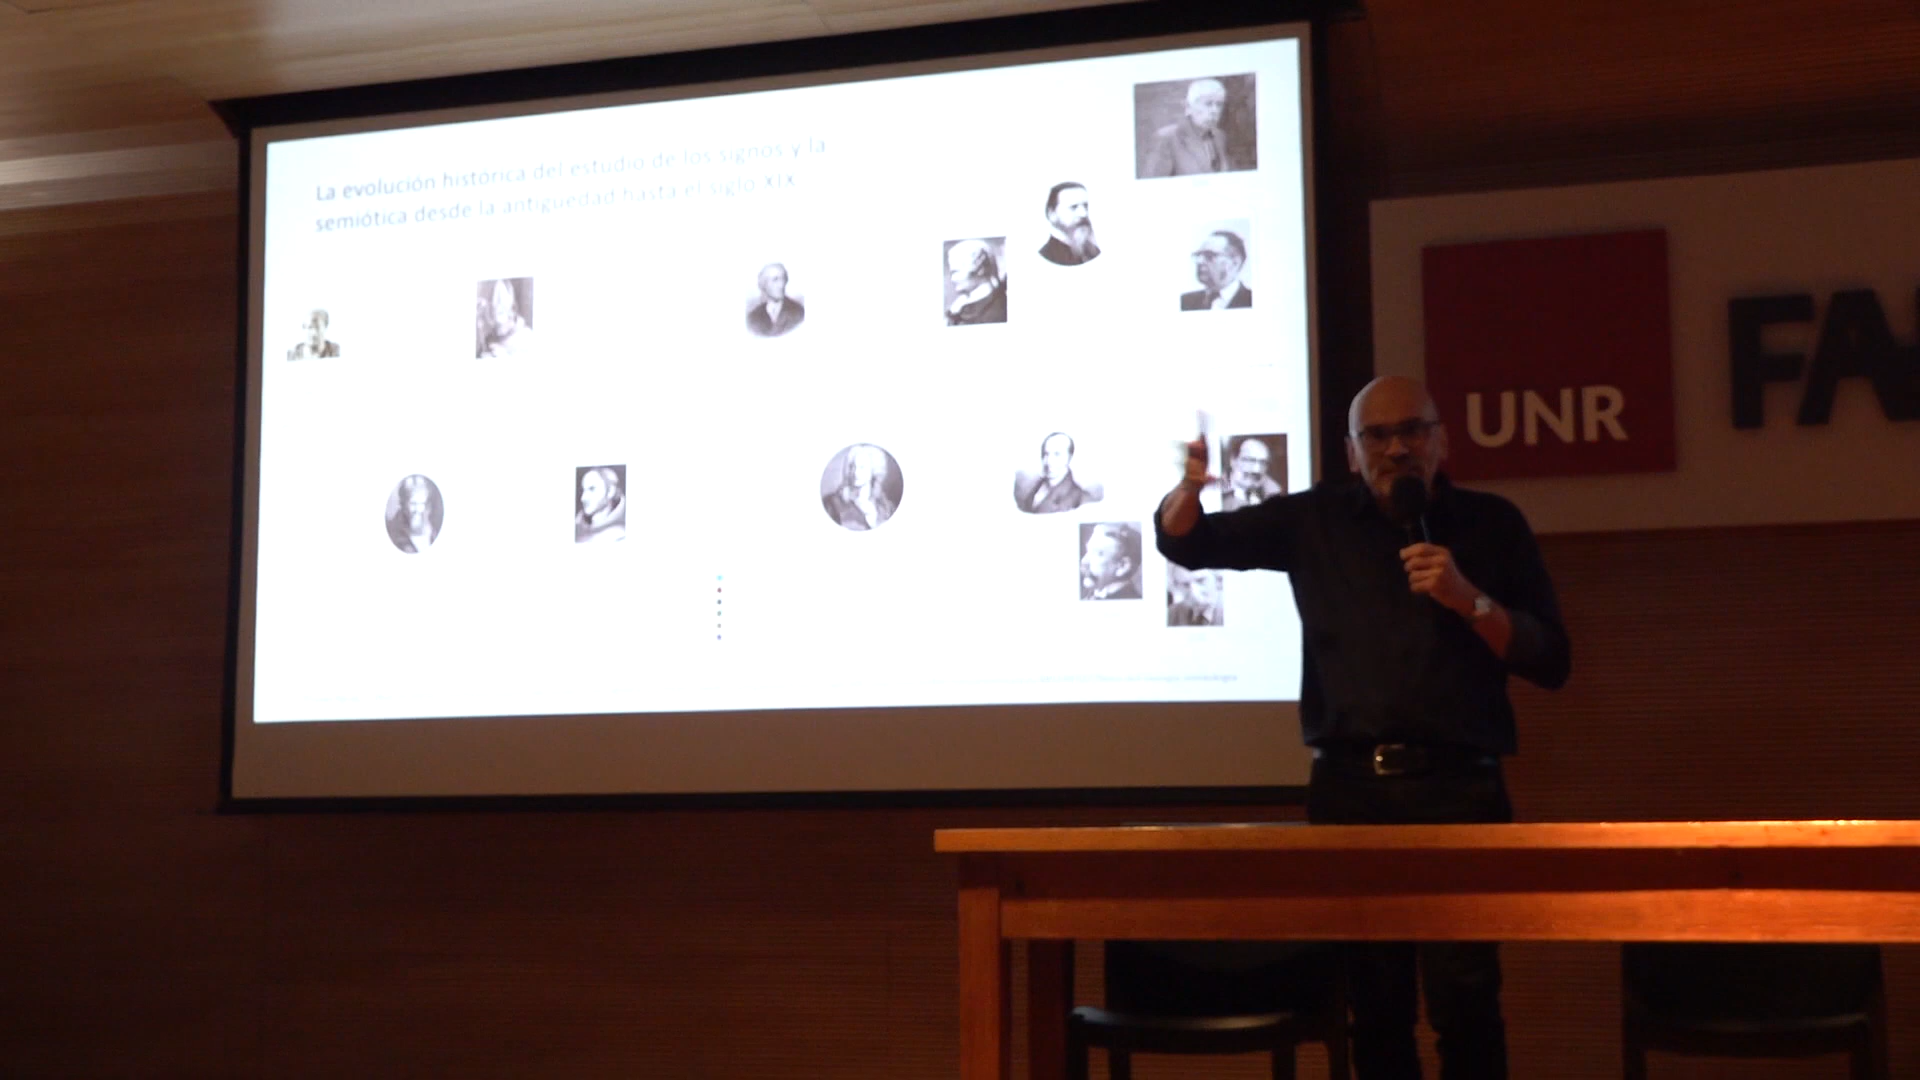 La evolución histórica del estudio de los signos y la
semiótica desde la antigüedad hasta el siglo XIX
UNR
FA